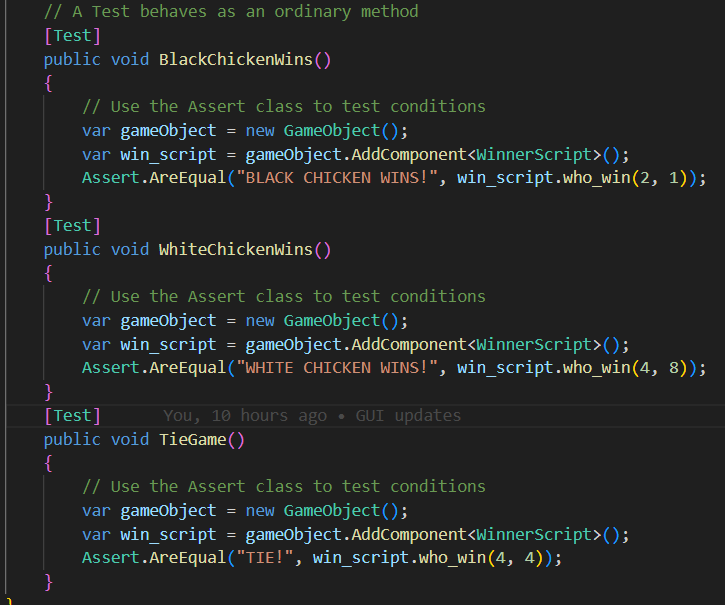 // A Test behaves as an ordinary method
[Test]
public void BlackChickenWins()
{
// Use the Assert class to test conditions
var gameObject = new GameObject();
var win_script = gameObject.AddComponent<WinnerScript>();
Assert.AreEqual("BLACK CHICKEN WINS!", win_script.who_win(2, 1));
}
[Test]
public void WhiteChickenWins()
{
// Use the Assert class to test conditions
var gameObject = new GameObject();
var win_script = gameObject.AddComponent<WinnerScript>();
Assert.AreEqual("WHITE CHICKEN WINS!", win_script.who_win(4, 8));
}
[Test] You, 10 hours ago • GUI updates
public void TieGame()
{
// Use the Assert class to test conditions
var gameObject = new GameObject();
var win_script = gameObject.AddComponent<WinnerScript>();
Assert.AreEqual("TIE!", win_script.who_win(4, 4));
}
}